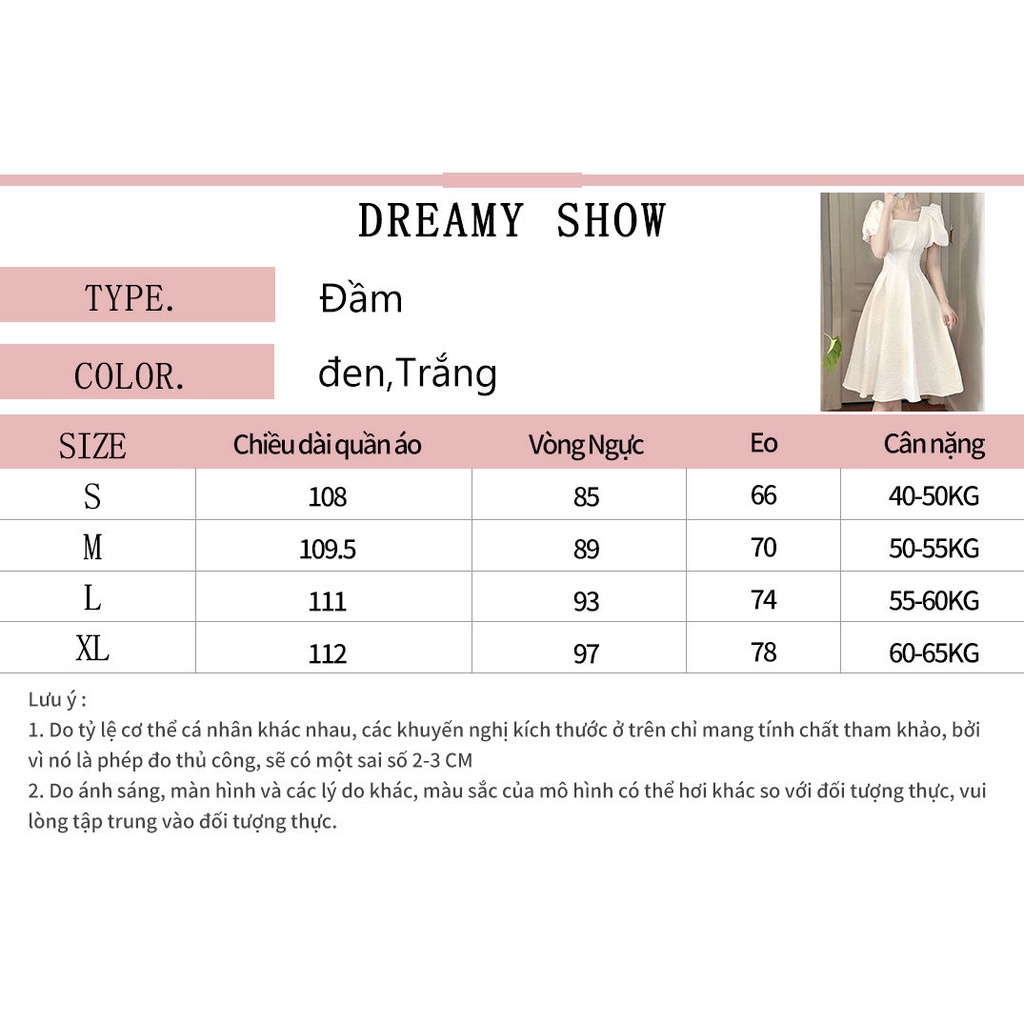 DREAMY SHOW
TYPE. Đầm
COLOR. đen,Trắng
SIZE Chiều dài quần áo Vòng Ngực Eo Cân nặng
S 108 85 66 40-50KG
M 109.5 89 70 50-55KG
L 111 93 74 55-60KG
XL 112 97 78 60-65KG
Lưu ý :
1. Do tỷ lệ cơ thể cá nhân khác nhau, các khuyến nghị kích thước ở trên chỉ mang tính chất tham khảo, bởi
vì nó là phép đo thủ công, sẽ có một sai số 2-3 CM
2. Do ánh sáng, màn hình và các lý do khác, màu sắc của mô hình có thể hơi khác so với đối tượng thực, vui
lòng tập trung vào đối tượng thực.